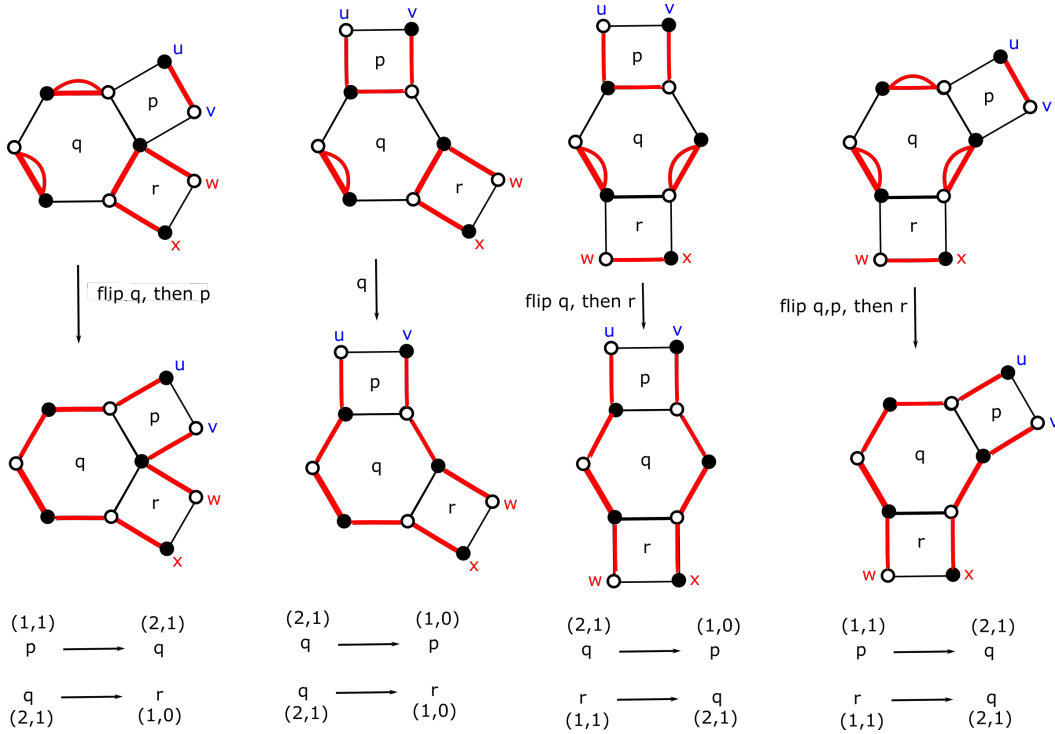 u
p
v
q
r
w
x
flip q, then p
u
p
v
q
r
w
x
(1,1) (2,1)
p q
q r
(2,1) (1,0)
u v
p
q
r
w
x
q
u v
p
q
r
w
x
(2,1) (1,0)
q p
q r
(2,1) (1,0)
u v
p
q
r
w x
flip q, then r
u v
p
q
r
w x
(2,1) (1,0)
q p
r q
(1,1) (2,1)
u
p
v
q
r
w x
flip q,p, then r
u
p
v
q
r
w x
(1,1) (2,1)
p q
r q
(1,1) (2,1)